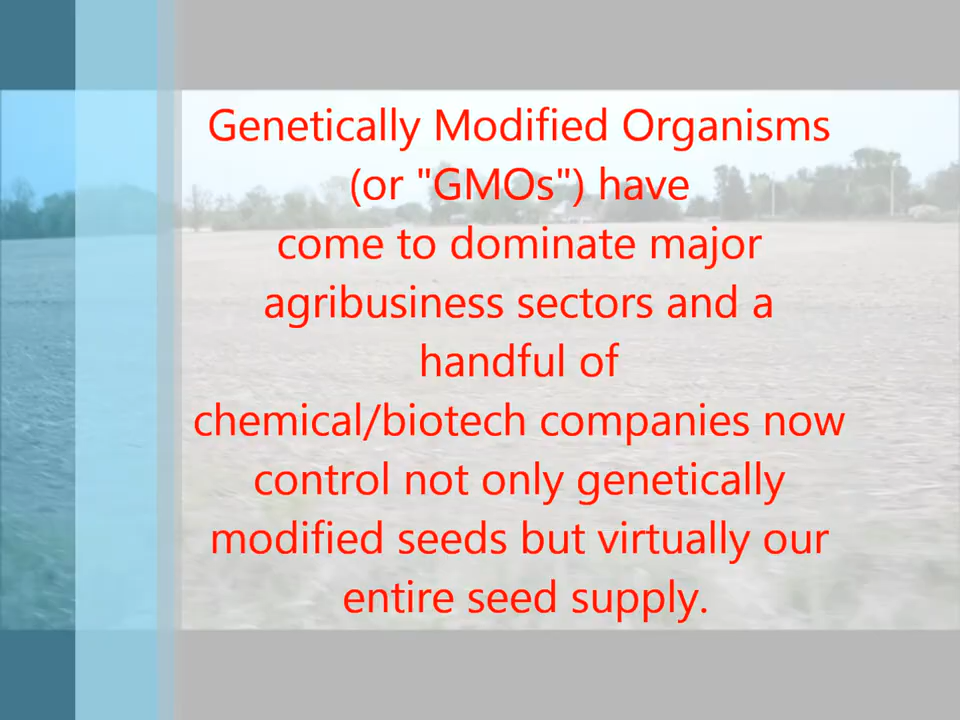 Genetically Modified Organisms
(or "GMOs") have
come to dominate major
agribusiness sectors and a
handful of
chemical/biotech companies now
control not only genetically
modified seeds but virtually our
entire seed supply.